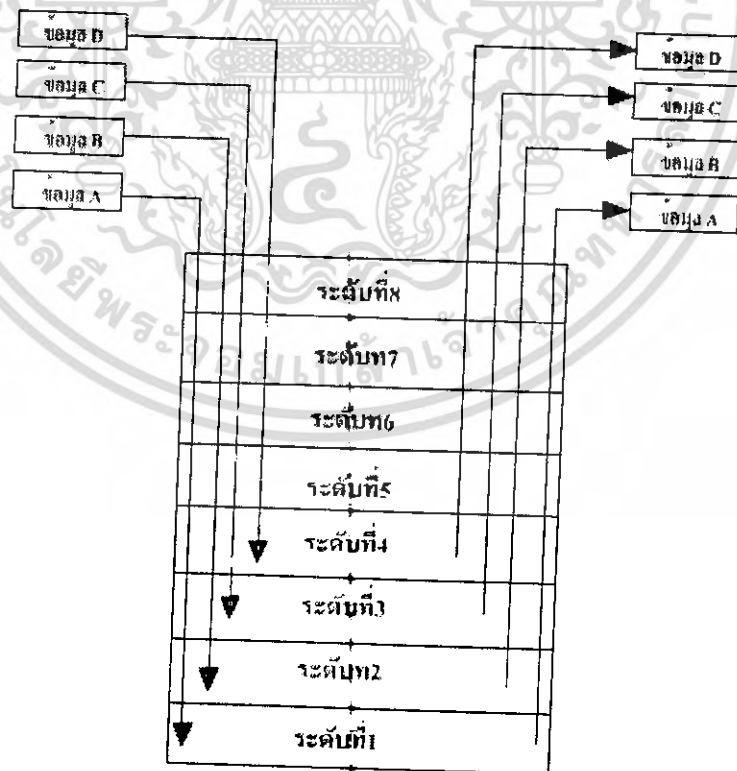 ข้อมูล D
ข้อมูล C
ข้อมูล B
ข้อมูล A
ข้อมูล D
ข้อมูล C
ข้อมูล B
ข้อมูล A
ระดับที่8
ระดับที่7
ระดับที่6
ระดับที่5
ระดับที่4
ระดับที่3
ระดับที่2
ระดับที่1